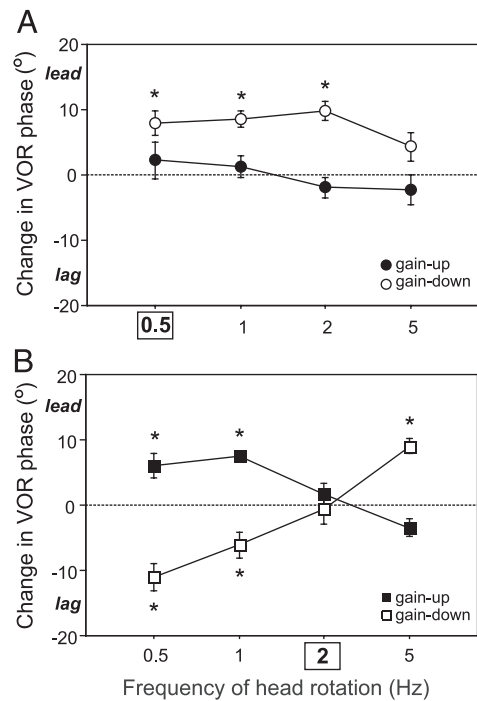 A
Change in VOR phase (°)
20
lead
10
0
-10
lag
-20
* * *
gain-up
gain-down
0.5 1 2 5
B
Change in VOR phase (°)
20
lead
10
0
-10
lag
-20
* * *
* *
gain-up
gain-down
0.5 1 2 5
Frequency of head rotation (Hz)